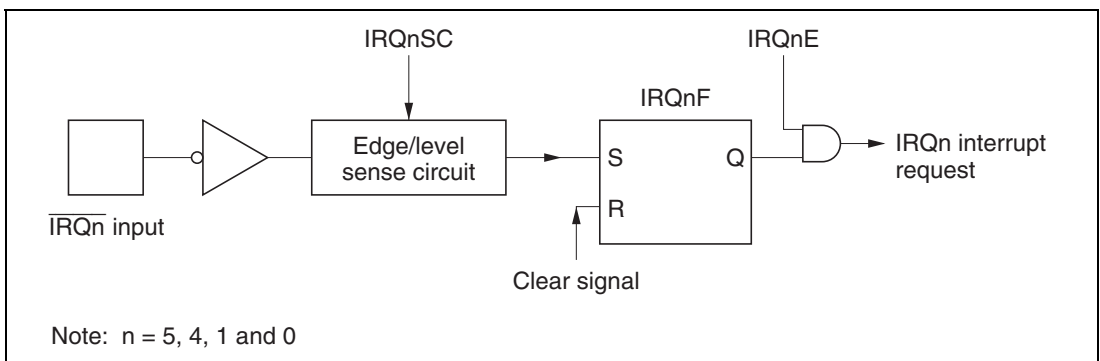 IRQnSC
IRQnE
IRQnF
Edge/level
sense circuit
S
Q
R
IRQn interrupt
request
IRQn input
Clear signal
Note: n = 5, 4, 1 and 0